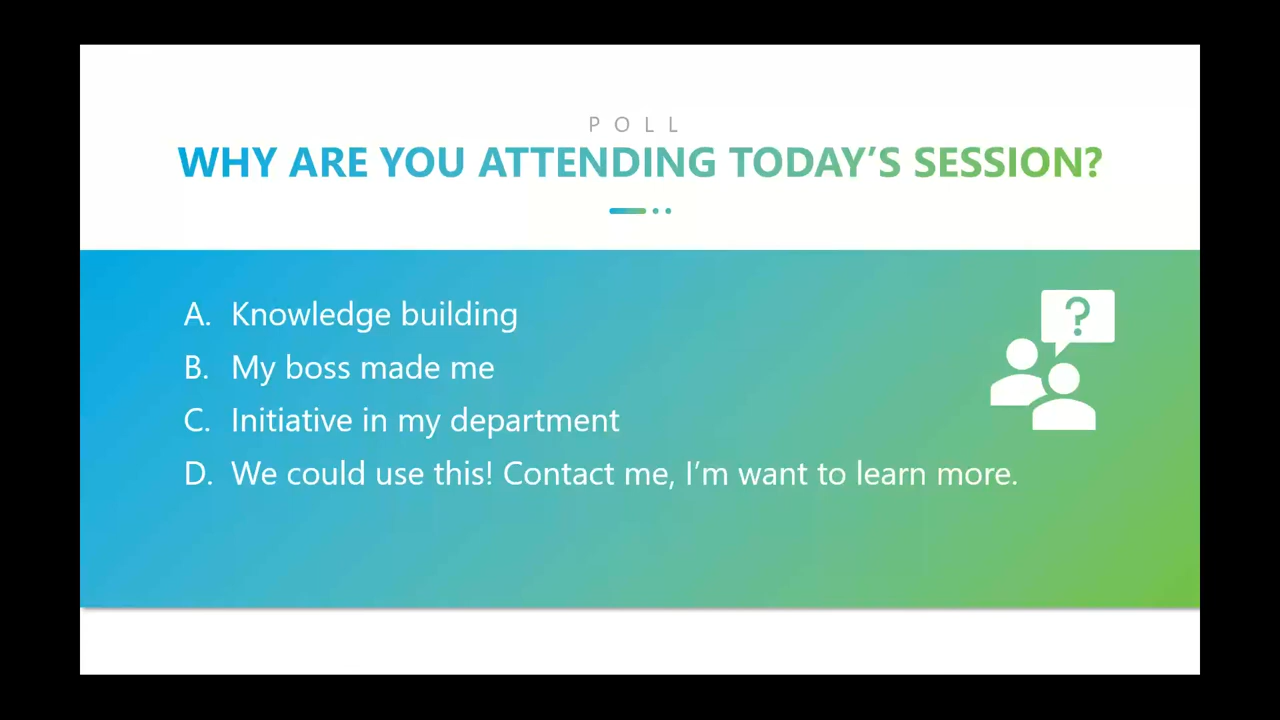 POLL
WHY ARE YOU ATTENDING TODAY’S SESSION?
?
A. Knowledge building
B. My boss made me
C. Initiative in my department
D. We could use this! Contact me, I’m want to learn more.